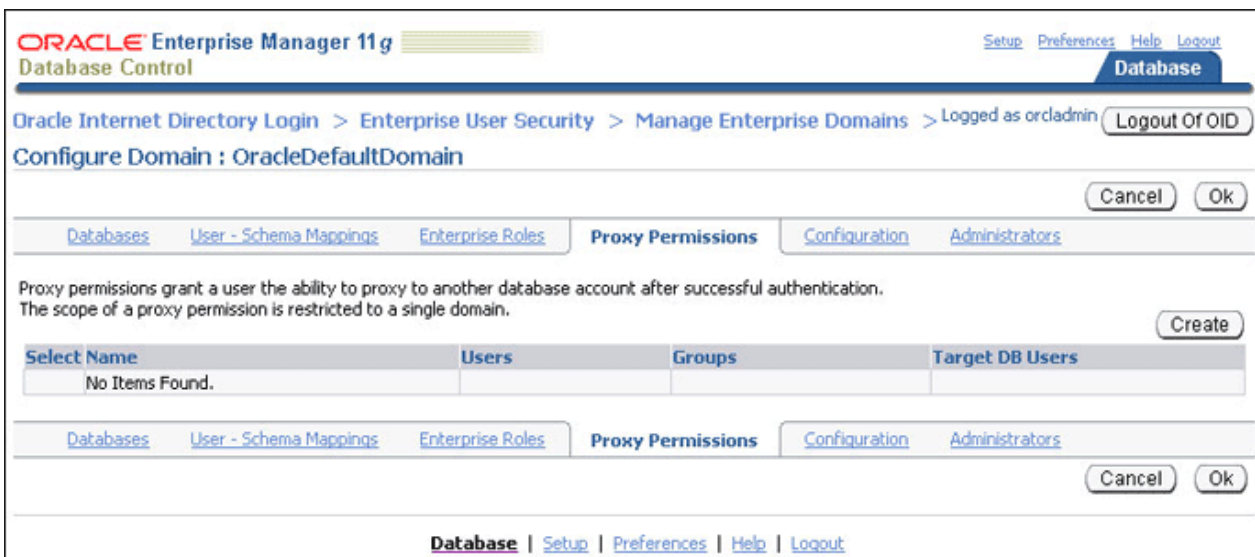 ORACLE Enterprise Manager 11g
Database Control
Setup Preferences Help Logout
Database
Oracle Internet Directory Login > Enterprise User Security > Manage Enterprise Domains > Logged as orcladmin Logout Of OID
Configure Domain : OracleDefaultDomain
Cancel Ok
Databases User - Schema Mappings Enterprise Roles Proxy Permissions Configuration Administrators
Proxy permissions grant a user the ability to proxy to another database account after successful authentication.
The scope of a proxy permission is restricted to a single domain.
Create
Select Name Users Groups Target DB Users
No Items Found.
Databases User - Schema Mappings Enterprise Roles Proxy Permissions Configuration Administrators
Cancel Ok
Database | Setup | Preferences | Help | Logout